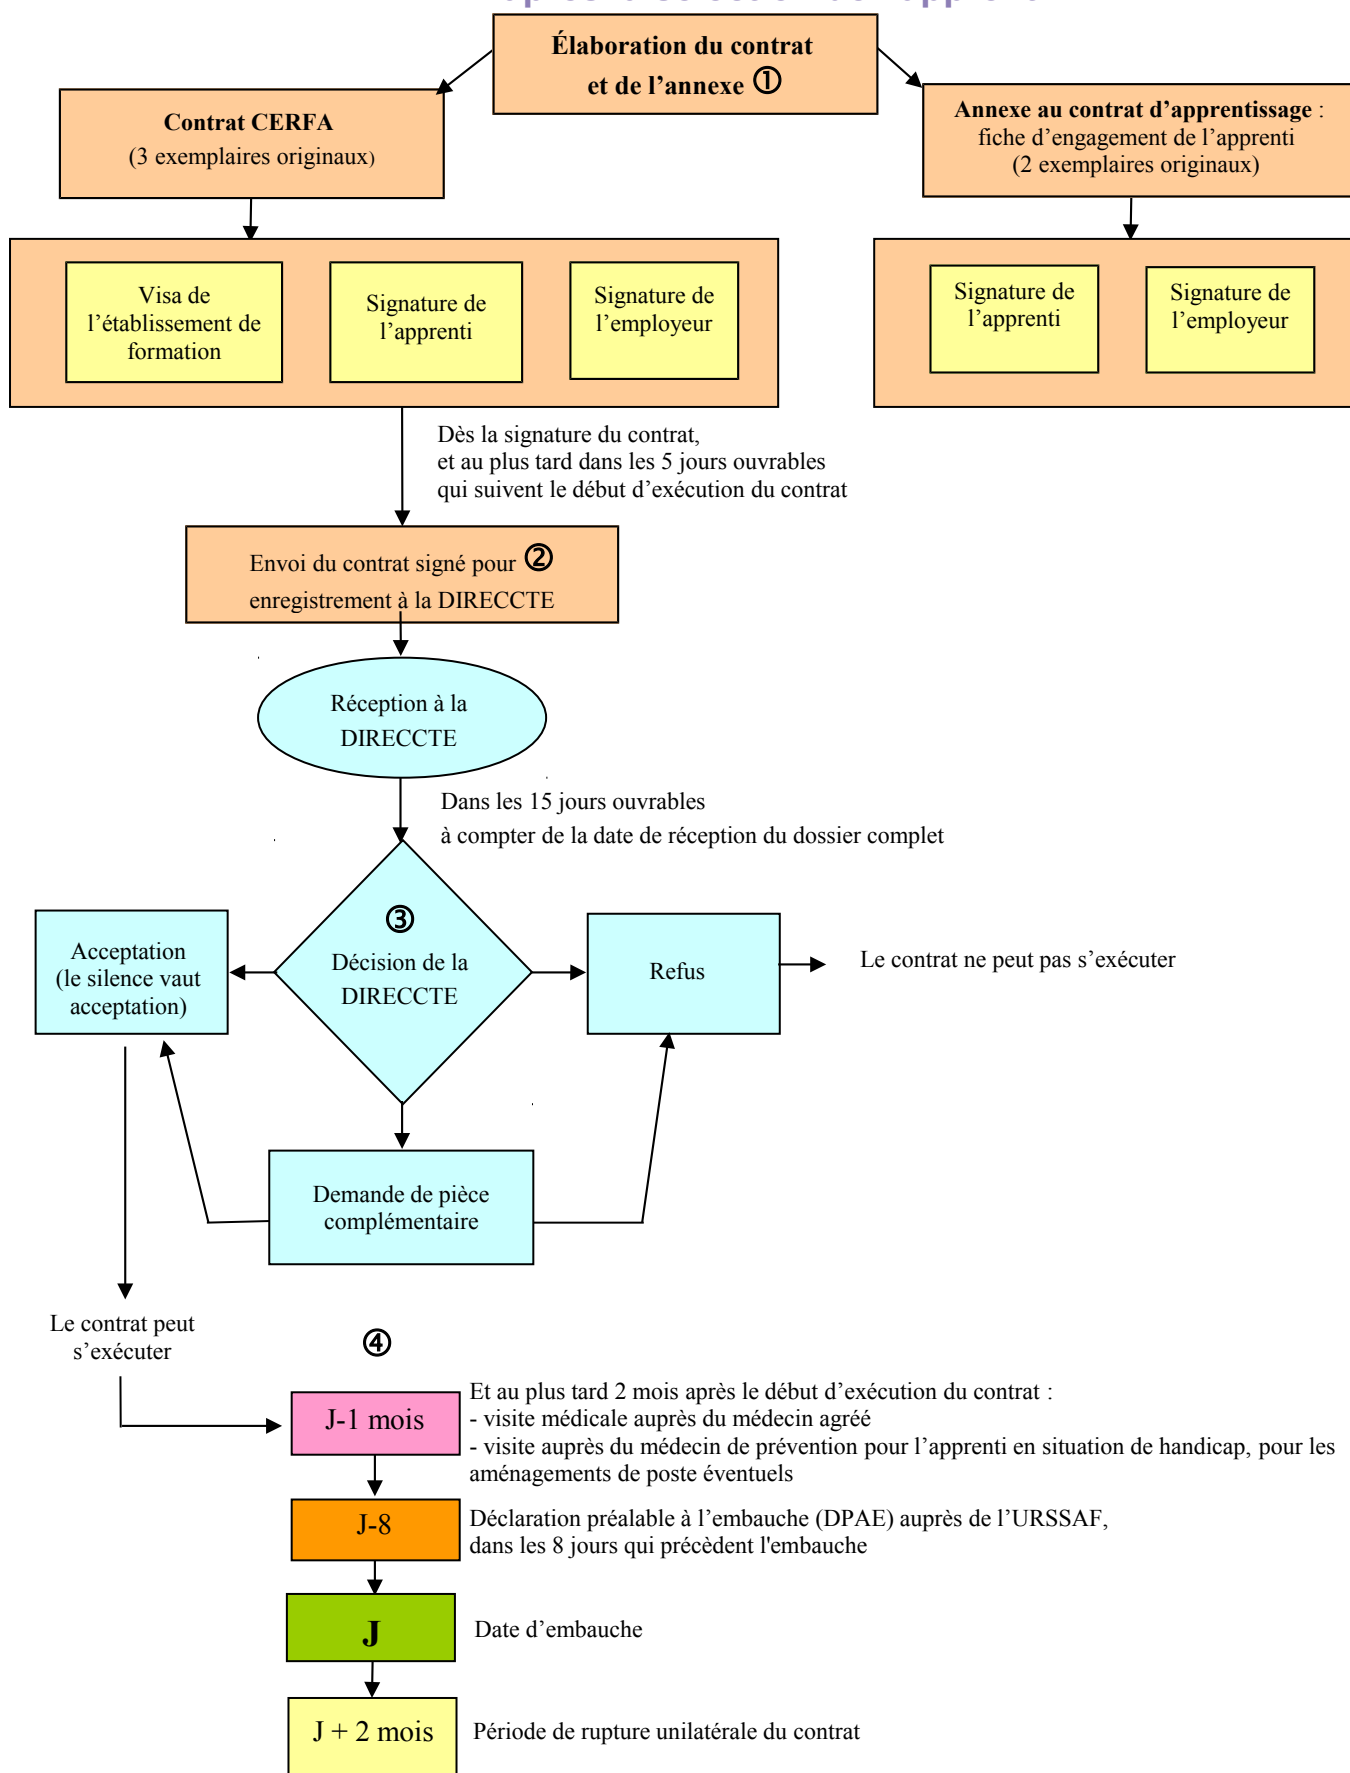 Élaboration du contrat
et de l’annexe ①
Contrat CERFA
(3 exemplaires originaux)
Annexe au contrat d’apprentissage :
fiche d’engagement de l’apprenti
(2 exemplaires originaux)
Visa de
l’établissement de
formation
Signature de
l’apprenti
Signature de
l’employeur
Signature de
l’apprenti
Signature de
l’employeur
Dès la signature du contrat,
et au plus tard dans les 5 jours ouvrables
qui suivent le début d’exécution du contrat
Envoi du contrat signé pour ②
enregistrement à la DIRECCTE
Réception à la
DIRECCTE
Dans les 15 jours ouvrables
à compter de la date de réception du dossier complet
③
Décision de la
DIRECCTE
Acceptation
(le silence vaut
acceptation)
Refus
Le contrat ne peut pas s’exécuter
Demande de pièce
complémentaire
Le contrat peut
s’exécuter
④
J-1 mois
Et au plus tard 2 mois après le début d’exécution du contrat :
- visite médicale auprès du médecin agréé
- visite auprès du médecin de prévention pour l’apprenti en situation de handicap, pour les
aménagements de poste éventuels
J-8
Déclaration préalable à l’embauche (DPAE) auprès de l’URSSAF,
dans les 8 jours qui précèdent l'embauche
J
Date d’embauche
J + 2 mois
Période de rupture unilatérale du contrat